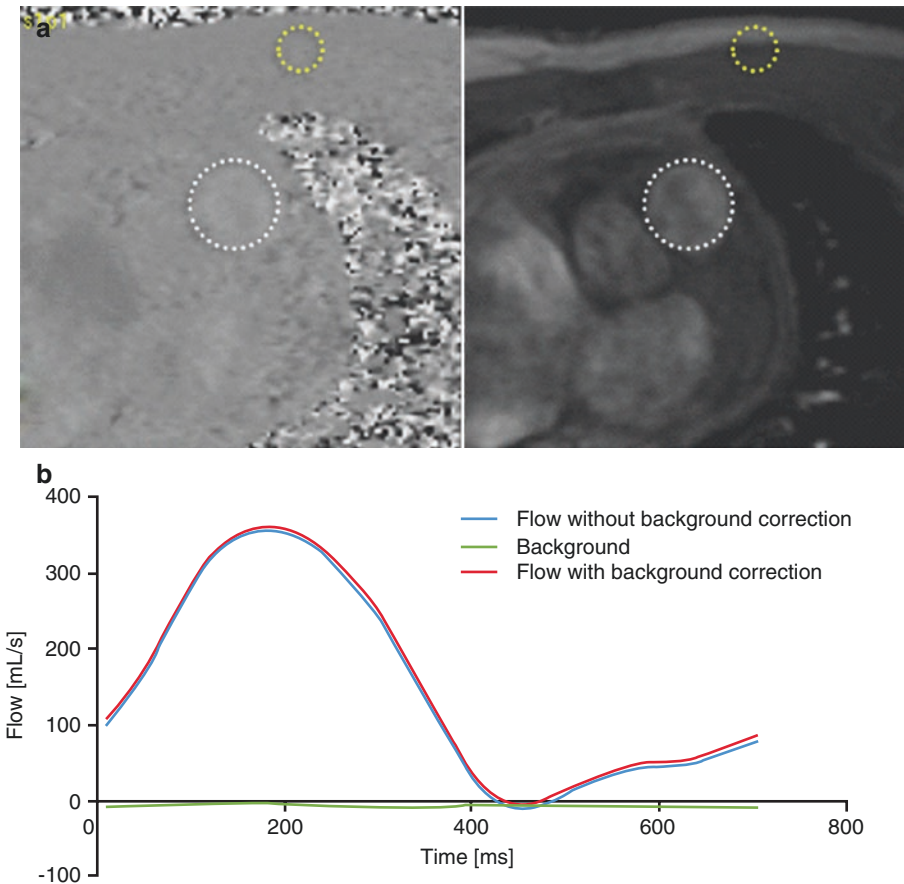 a
b
400
300
200
100
0
-100
Flow [mL/s]
0
200
400
600
800
Time [ms]
Flow without background correction
Background
Flow with background correction